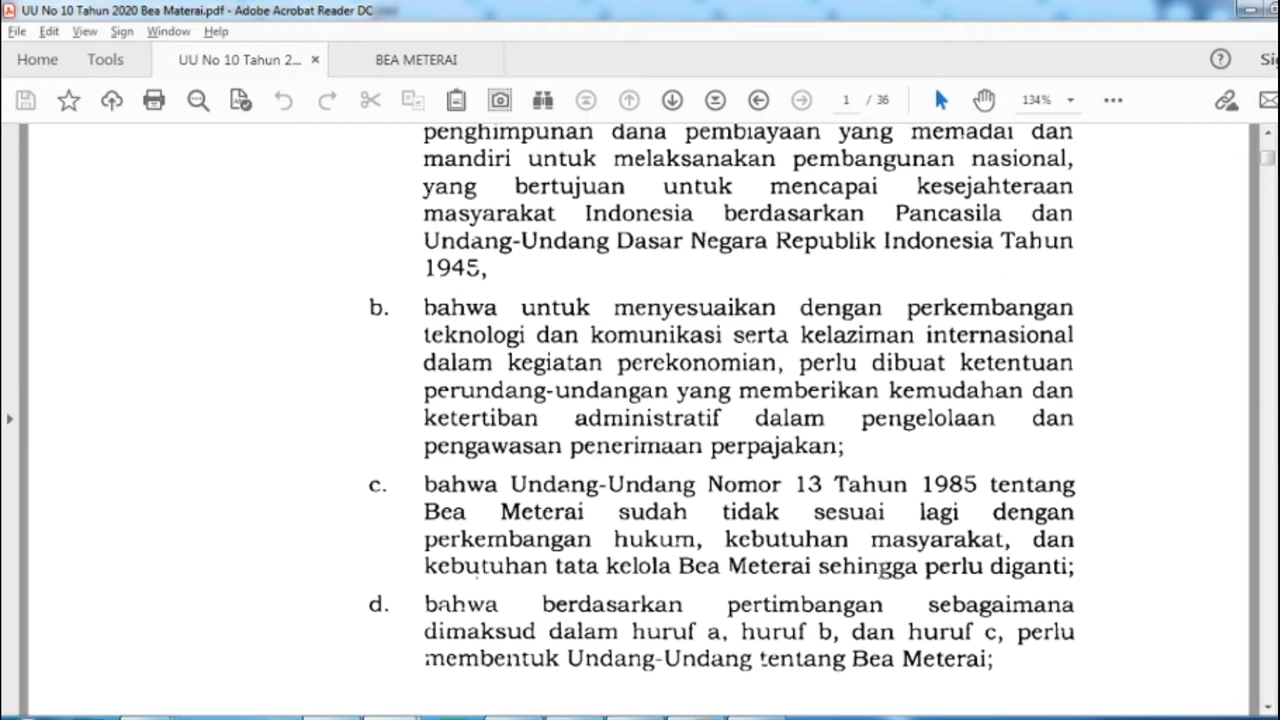 UU No 10 Tahun 2020 Bea Materai.pdf - Adobe Acrobat Reader DC
File Edit View Sign Window Help
Home Tools UU No 10 Tahun 2... × BEA METERAI ? Si
1 / 36 134%
penghimpunan dana pembiayaan yang memadai dan
mandiri untuk melaksanakan pembangunan nasional,
yang bertujuan untuk mencapai kesejahteraan
masyarakat Indonesia berdasarkan Pancasila dan
Undang-Undang Dasar Negara Republik Indonesia Tahun
1945,
b. bahwa untuk menyesuaikan dengan perkembangan
teknologi dan komunikasi serta kelaziman internasional
dalam kegiatan perekonomian, perlu dibuat ketentuan
perundang-undangan yang memberikan kemudahan dan
ketertiban administratif dalam pengelolaan dan
pengawasan penerimaan perpajakan;
c. bahwa Undang-Undang Nomor 13 Tahun 1985 tentang
Bea Meterai sudah tidak sesuai lagi dengan
perkembangan hukum, kebutuhan masyarakat, dan
kebutuhan tata kelola Bea Meterai sehingga perlu diganti;
d. bahwa berdasarkan pertimbangan sebagaimana
dimaksud dalam huruf a, huruf b, dan huruf c, perlu
membentuk Undang-Undang tentang Bea Meterai;